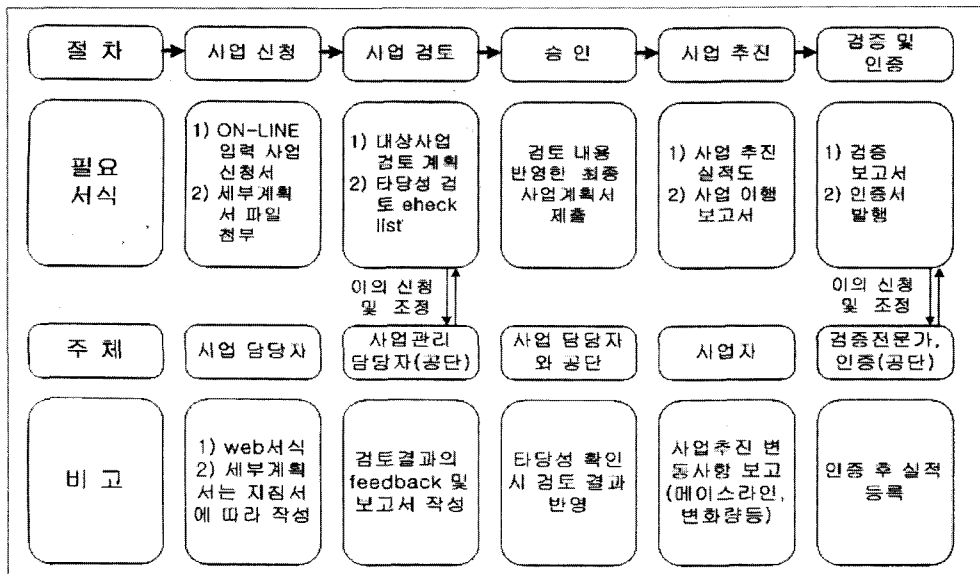 절 차
사업 신청
사업 검토
승 인
사업 추진
검증 및
인증
필요
서식
1) ON-LINE
입력 사업
신청서
2) 세부계획
서 파일
첨부
1) 대상사업
검토 계획
2) 타당성 검
토 eheck
list
검토 내용
반영한 최종
사업계획서
제출
1) 사업 추진
실적도
2) 사업 이행
보고서
1) 검증
보고서
2) 인증서
발행
이의 신청
및 조정
이의 신청
및 조정
주 체
사업 담당자
사업관리
담당자(공단)
사업 담당자
와 공단
사업자
검증전문가,
인증(공단)
비 고
1) web서식
2) 세부계획
서는 지침서
에 따라 작성
검토결과의
feedback 및
보고서 작성
타당성 확인
시 검토 결과
반영
사업추진 변
동사항 보고
(메이스라인,
변화량등)
인증 후 실적
등록